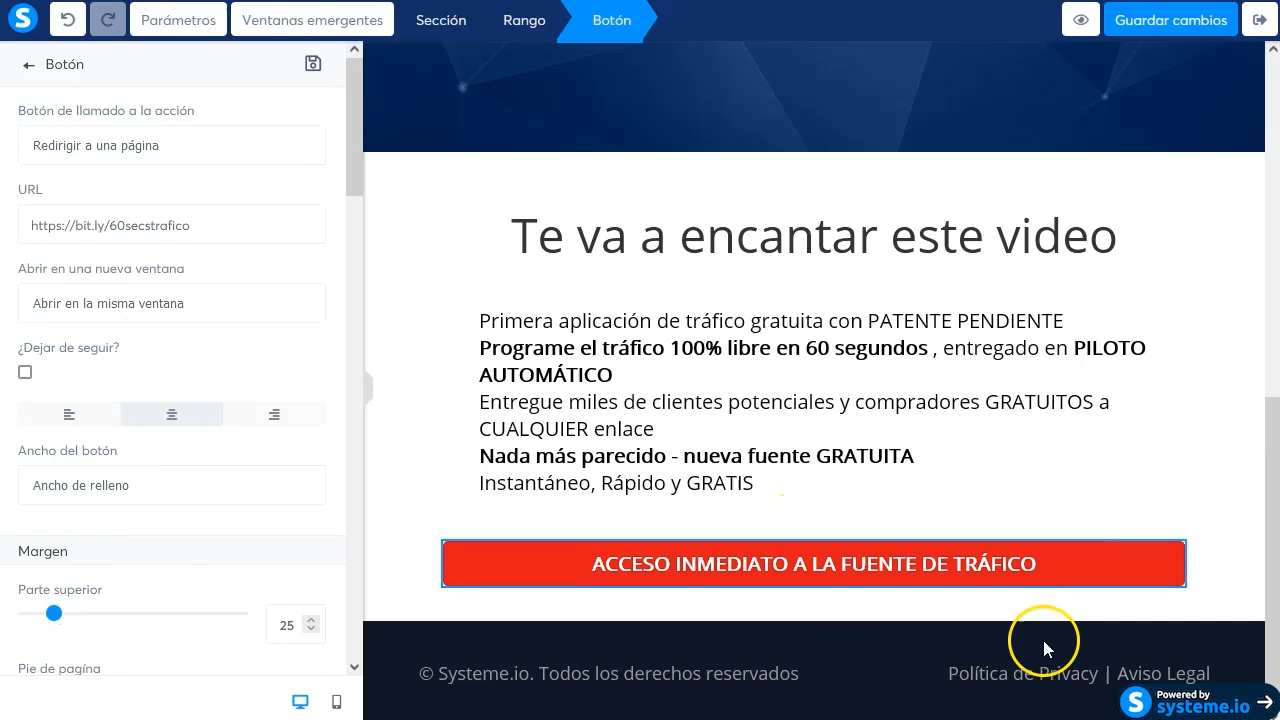 S Parámetros Ventanas emergentes Sección Rango Botón Guardar cambios
Botón
Botón de llamado a la acción
Redirigir a una página
URL
https://bit.ly/60secstrafico
Abrir en una nueva ventana
Abrir en la misma ventana
¿Dejar de seguir?
Ancho del botón
Ancho de relleno
Margen
Parte superior
25
Pie de pagína
Te va a encantar este video
Primera aplicación de tráfico gratuita con PATENTE PENDIENTE
Programe el tráfico 100% libre en 60 segundos , entregado en PILOTO
AUTOMÁTICO
Entregue miles de clientes potenciales y compradores GRATUITOS a
CUALQUIER enlace
Nada más parecido - nueva fuente GRATUITA
Instantáneo, Rápido y GRATIS
ACCESO INMEDIATO A LA FUENTE DE TRÁFICO
© Systeme.io. Todos los derechos reservados
Política de Privacy | Aviso Legal
S Powered by
systeme.io